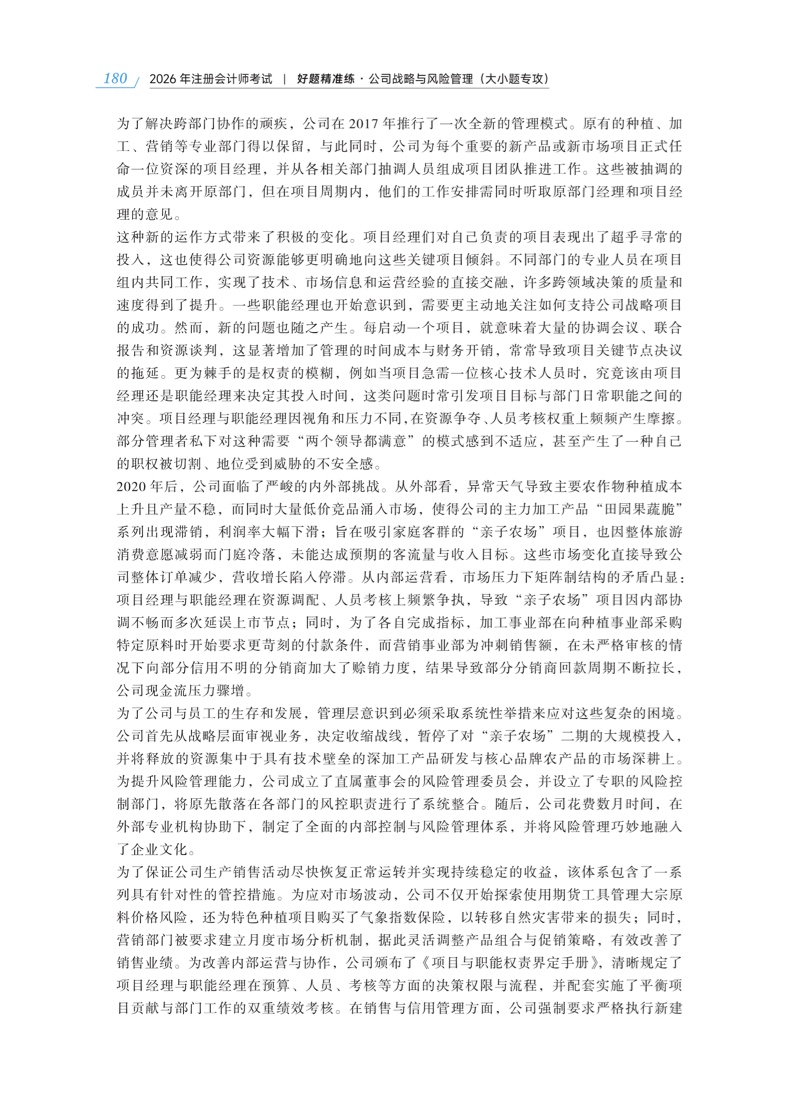 180 2026 年注册会计师考试 | 好题精准练·公司战略与风险管理（大小题专攻）
为了解决跨部门协作的顽疾，公司在 2017 年推行了一次全新的管理模式。原有的种植、加
工、营销等专业部门得以保留，与此同时，公司为每个重要的新产品或新市场项目正式任
命一位资深的项目经理，并从各相关部门抽调人员组成项目团队推进工作。这些被抽调的
成员并未离开原部门，但在项目周期内，他们的工作安排需同时听取原部门经理和项目经
理的意见。
这种新的运作方式带来了积极的变化。项目经理们对自己负责的项目表现出了超乎寻常的
投入，这也使得公司资源能够更明确地向这些关键项目倾斜。不同部门的专业人员在项目
组内共同工作，实现了技术、市场信息和运营经验的直接交融，许多跨领域决策的质量和
速度得到了提升。一些职能经理也开始意识到，需要更主动地关注如何支持公司战略项目
的成功。然而，新的问题也随之产生。每启动一个项目，就意味着大量的协调会议、联合
报告和资源谈判，这显著增加了管理的时间成本与财务开销，常常导致项目关键节点决议
的拖延。更为棘手的是权责的模糊，例如当项目急需一位核心技术人员时，究竟该由项目
经理还是职能经理来决定其投入时间，这类问题时常引发项目目标与部门日常职能之间的
冲突。项目经理与职能经理因视角和压力不同，在资源争夺、人员考核权重上频频产生摩擦。
部分管理者私下对这种需要“两个领导都满意”的模式感到不适应，甚至产生了一种自己
的职权被切割、地位受到威胁的不安全感。
2020 年后，公司面临了严峻的内外部挑战。从外部看，异常天气导致主要农作物种植成本
上升且产量不稳，而同时大量低价竞品涌入市场，使得公司的主力加工产品“田园果蔬脆”
系列出现滞销，利润率大幅下滑；旨在吸引家庭客群的“亲子农场”项目，也因整体旅游
消费意愿减弱而门庭冷落，未能达成预期的客流量与收入目标。这些市场变化直接导致公
司整体订单减少，营收增长陷入停滞。从内部运营看，市场压力下矩阵制结构的矛盾凸显：
项目经理与职能经理在资源调配、人员考核上频繁争执，导致“亲子农场”项目因内部协
调不畅而多次延误上市节点；同时，为了各自完成指标，加工事业部在向种植事业部采购
特定原料时开始要求更苛刻的付款条件，而营销事业部为冲刺销售额，在未严格审核的情
况下向部分信用不明的分销商加大了赊销力度，结果导致部分分销商回款周期不断拉长，
公司现金流压力骤增。
为了公司与员工的生存和发展，管理层意识到必须采取系统性举措来应对这些复杂的困境。
公司首先从战略层面审视业务，决定收缩战线，暂停了对“亲子农场”二期的大规模投入，
并将释放的资源集中于具有技术壁垒的深加工产品研发与核心品牌农产品的市场深耕上。
为提升风险管理能力，公司成立了直属董事会的风险管理委员会，并设立了专职的风险控
制部门，将原先散落在各部门的风控职责进行了系统整合。随后，公司花费数月时间，在
外部专业机构协助下，制定了全面的内部控制与风险管理体系，并将风险管理巧妙地融入
了企业文化。
为了保证公司生产销售活动尽快恢复正常运转并实现持续稳定的收益，该体系包含了一系
列具有针对性的管控措施。为应对市场波动，公司不仅开始探索使用期货工具管理大宗原
料价格风险，还为特色种植项目购买了气象指数保险，以转移自然灾害带来的损失；同时，
营销部门被要求建立月度市场分析机制，据此灵活调整产品组合与促销策略，有效改善了
销售业绩。为改善内部运营与协作，公司颁布了《项目与职能权责界定手册》，清晰规定了
项目经理与职能经理在预算、人员、考核等方面的决策权限与流程，并配套实施了平衡项
目贡献与部门工作的双重绩效考核。在销售与信用管理方面，公司强制要求严格执行新建